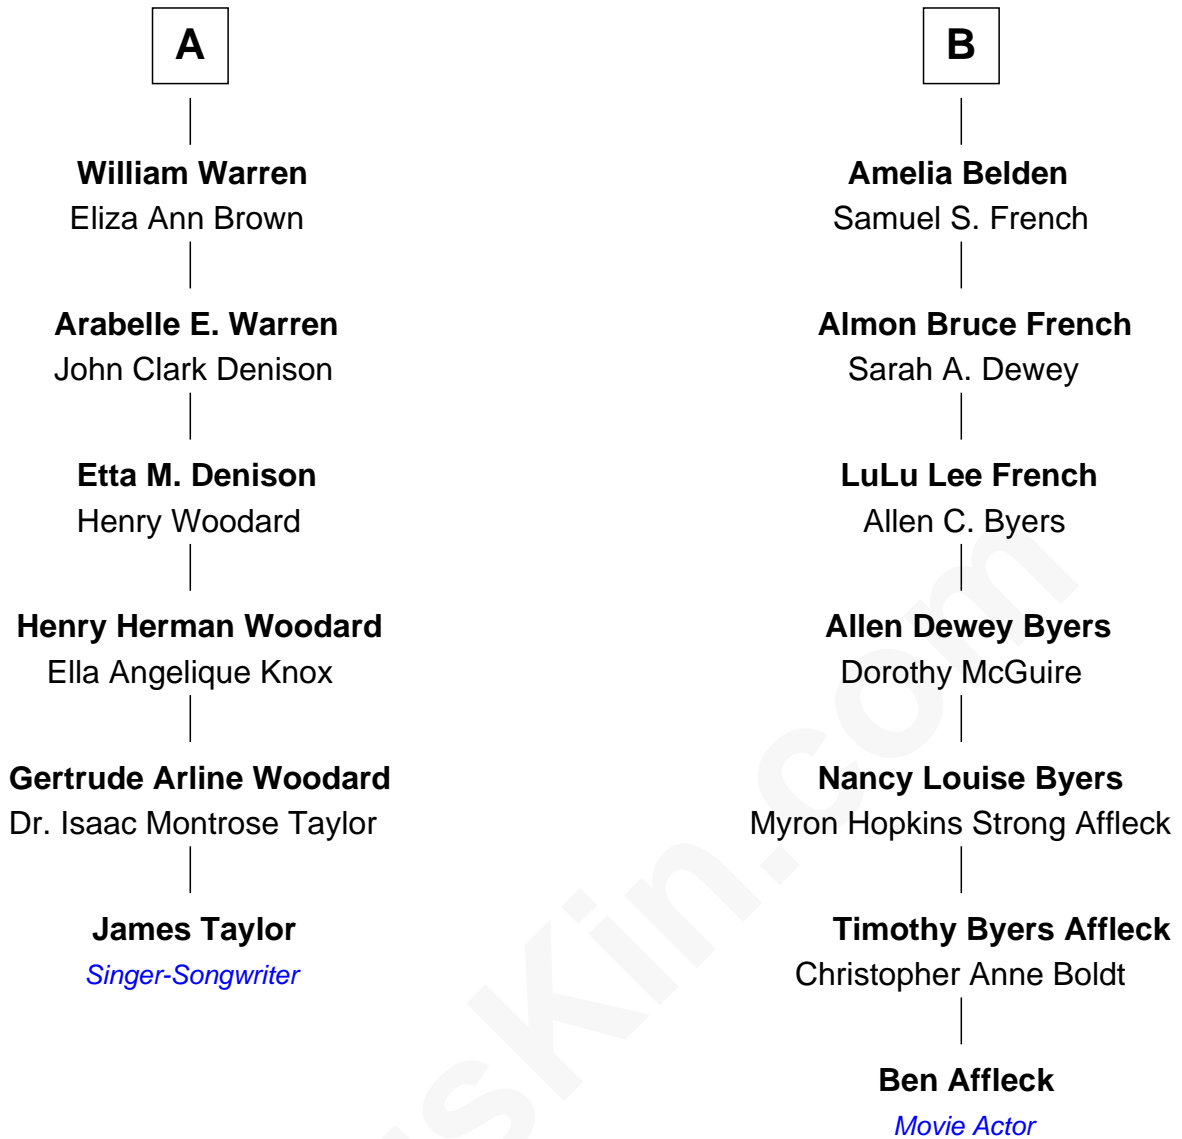 A
William Warren
Eliza Ann Brown
Arabelle E. Warren
John Clark Denison
Etta M. Denison
Henry Woodard
Henry Herman Woodard
Ella Angelique Knox
Gertrude Arline Woodard
Dr. Isaac Montrose Taylor
James Taylor
Singer-Songwriter
B
Amelia Belden
Samuel S. French
Almon Bruce French
Sarah A. Dewey
LuLu Lee French
Allen C. Byers
Allen Dewey Byers
Dorothy McGuire
Nancy Louise Byers
Myron Hopkins Strong Affleck
Timothy Byers Affleck
Christopher Anne Boldt
Ben Affleck
Movie Actor
sKin.com